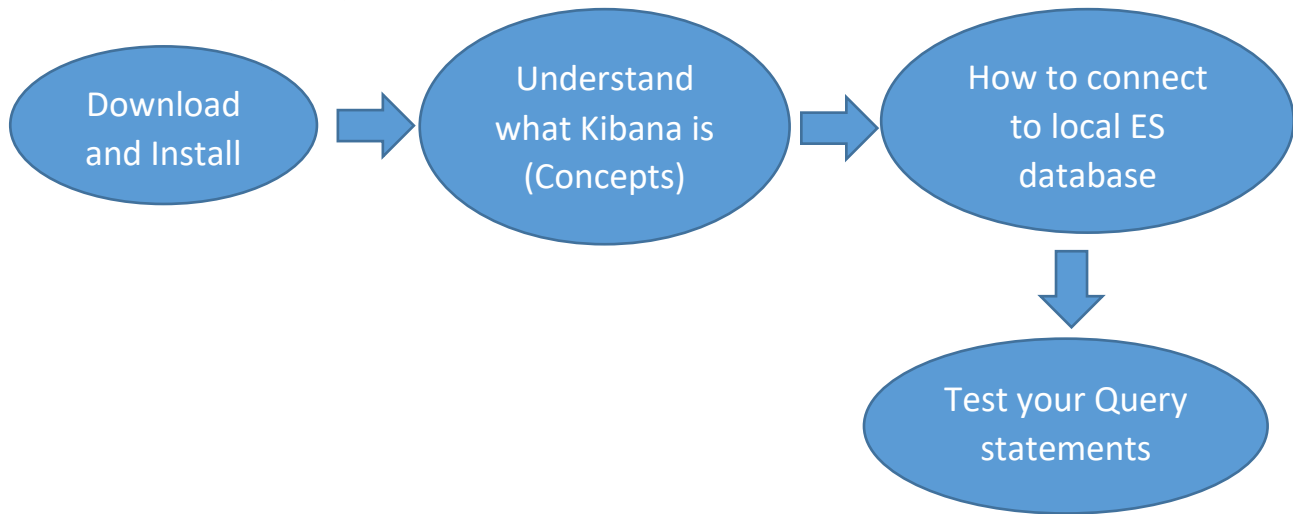 Download
and Install
Understand
what Kibana is
(Concepts)
How to connect
to local ES
database
Test your Query
statements